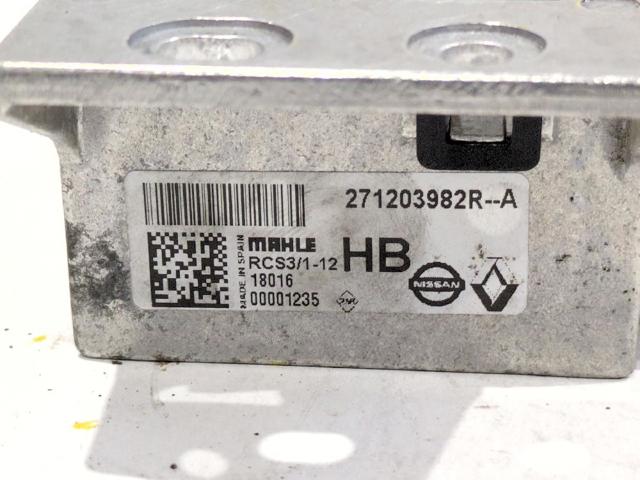 271203982R--A
MADE IN SPAIN
MAHLE
RCS3/1-12
18016
00001235
HB
NISSAN